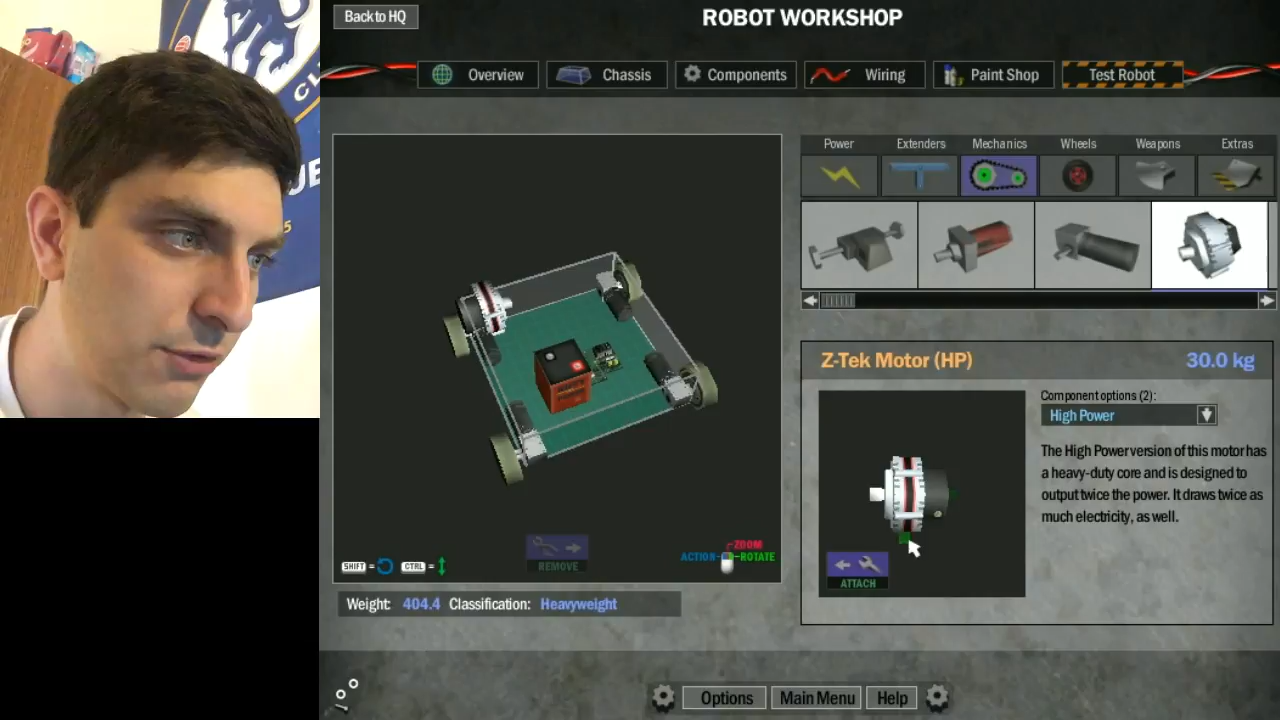 Back to HQ
ROBOT WORKSHOP
Overview
Chassis
Components
Wiring
Paint Shop
Test Robot
Power
Extenders
Mechanics
Wheels
Weapons
Extras
Z-Tek Motor (HP)
30.0 kg
Component options (2):
High Power
The High Power version of this motor has
a heavy-duty core and is designed to
output twice the power. It draws twice as
much electricity, as well.
ATTACH
REMOVE
SHIFT =
CTRL =
ZOOM
ACTION
ROTATE
Weight: 404.4 Classification: Heavyweight
Options
Main Menu
Help